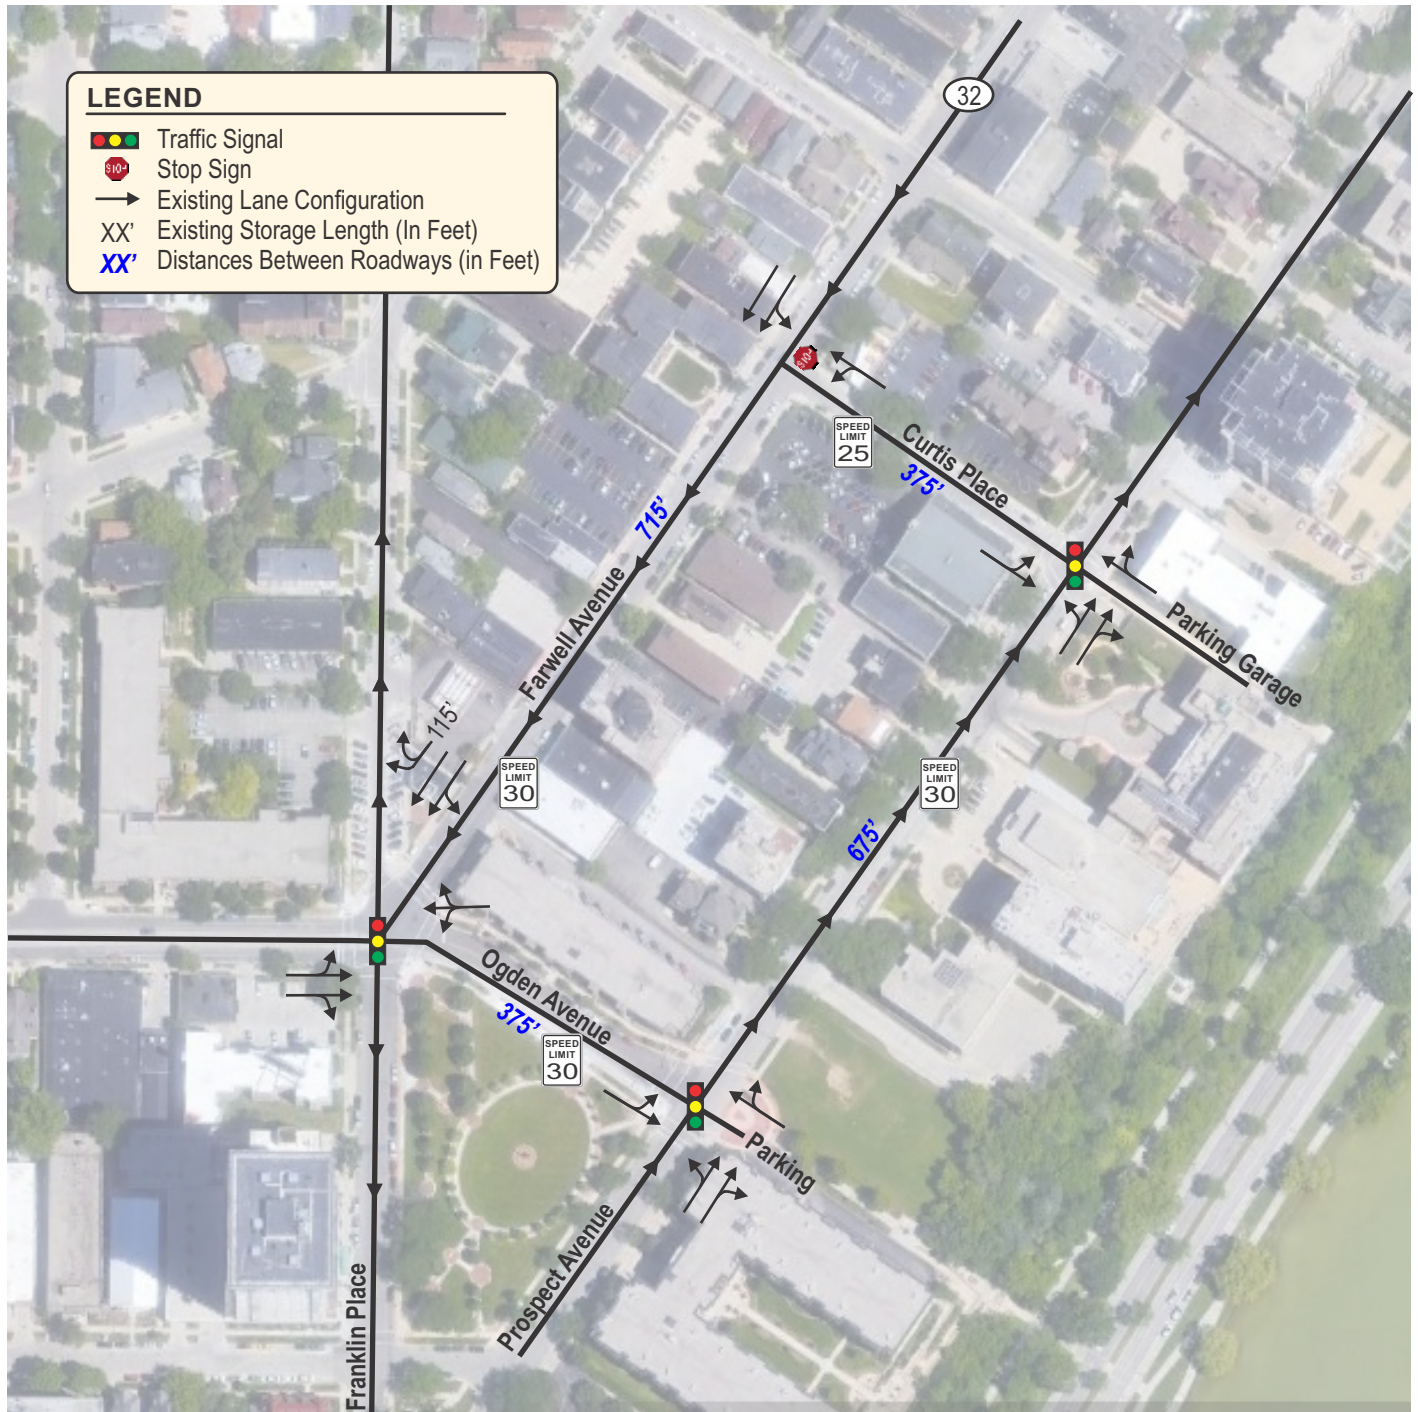 LEGEND
Traffic Signal
STOP
Stop Sign
Existing Lane Configuration
XX'
Existing Storage Length (In Feet)
XX'
Distances Between Roadways (in Feet)
32
STOP
SPEED
LIMIT
25
Curtis Place
375'
715'
Farwell Avenue
Parking Garage
115'
SPEED
LIMIT
30
SPEED
LIMIT
30
675'
Ogden Avenue
375'
SPEED
LIMIT
30
Parking
Prospect Avenue
Franklin Place